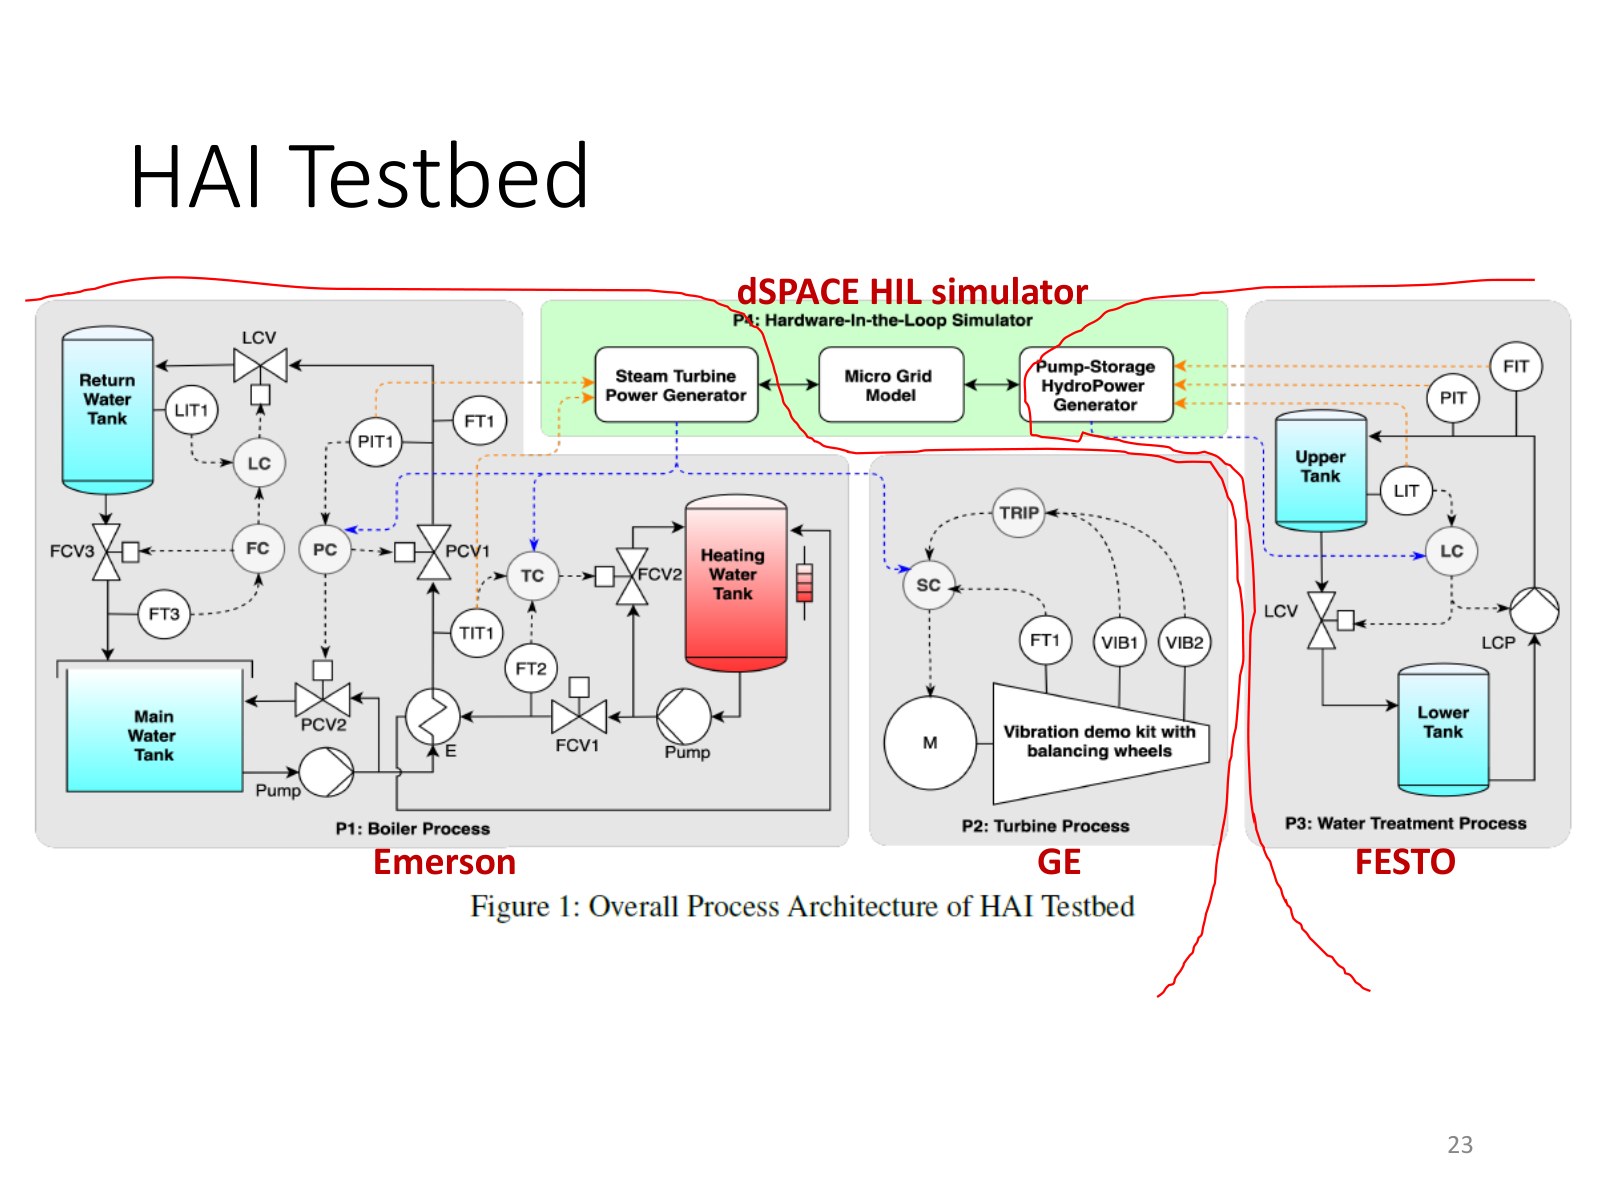 HAI Testbed
dSPACE HIL simulator
P4: Hardware-In-the-Loop Simulator
Steam Turbine
Power Generator
Micro Grid
Model
Pump-Storage
HydroPower
Generator
Return
Water
Tank
LCV
LIT1
LC
PIT1
FT1
FCV3
FC
PC
PCV1
FT3
TC
FCV2
Heating
Water
Tank
TIT1
FT2
Main
Water
Tank
PCV2
E
FCV1
Pump
Pump
P1: Boiler Process
Emerson
TRIP
SC
FT1
VIB1
VIB2
M
Vibration demo kit with
balancing wheels
P2: Turbine Process
GE
FIT
PIT
Upper
Tank
LIT
LC
LCV
LCP
Lower
Tank
P3: Water Treatment Process
FESTO
Figure 1: Overall Process Architecture of HAI Testbed
23